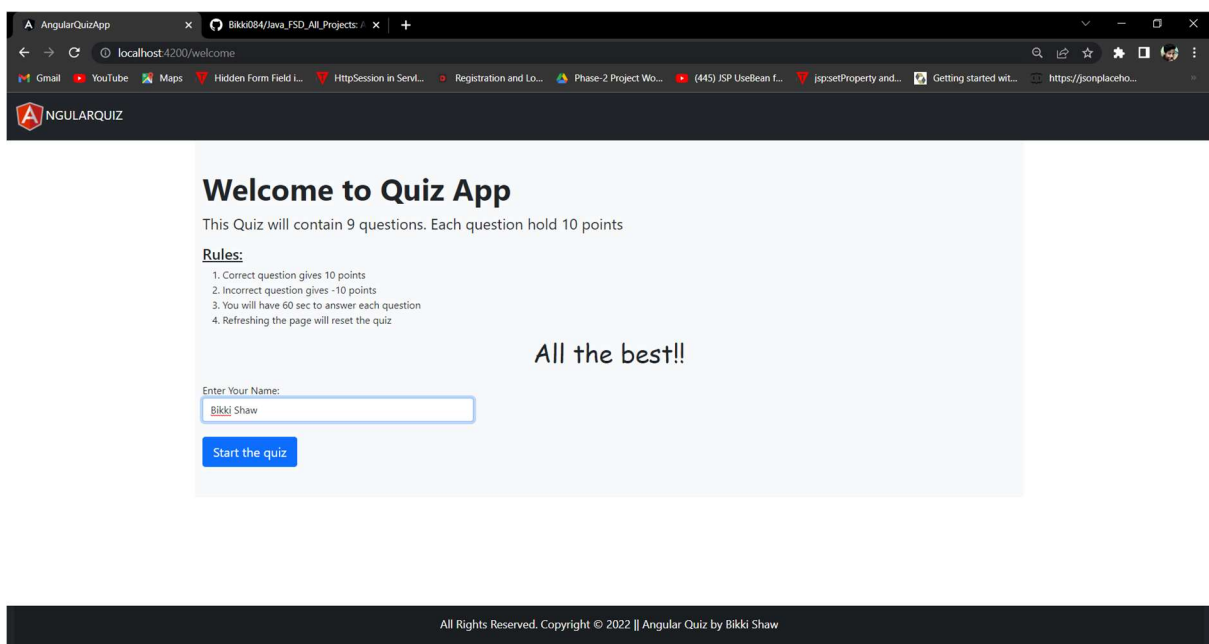 AngularQuizApp
Bikki084/Java_FSD_All_Projects: A
localhost:4200/welcome
Gmail YouTube Maps Hidden Form Field i... HttpSession in Servl... Registration and Lo... Phase-2 Project Wo... (445) JSP UseBean f... jsp:setProperty and... Getting started wit... https://jsonplaceho...
NGULARQUIZ
Welcome to Quiz App
This Quiz will contain 9 questions. Each question hold 10 points
Rules:
1. Correct question gives 10 points
2. Incorrect question gives -10 points
3. You will have 60 sec to answer each question
4. Refreshing the page will reset the quiz
All the best!!
Enter Your Name:
Bikki Shaw
Start the quiz
All Rights Reserved. Copyright © 2022 || Angular Quiz by Bikki Shaw